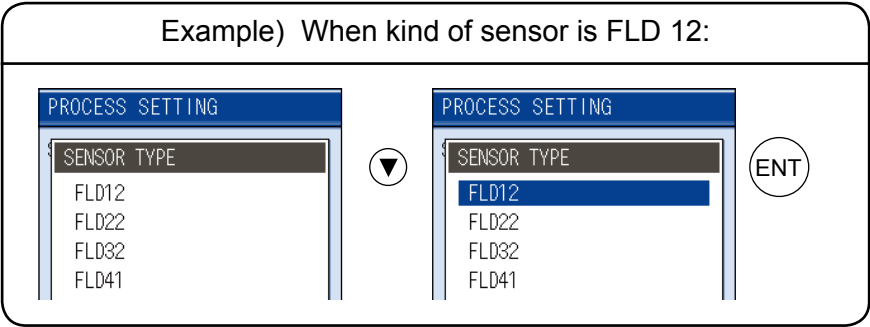 Example) When kind of sensor is FLD 12:
PROCESS SETTING
SENSOR TYPE
FLD12
FLD22
FLD32
FLD41
▼
PROCESS SETTING
SENSOR TYPE
FLD12
FLD22
FLD32
FLD41
ENT